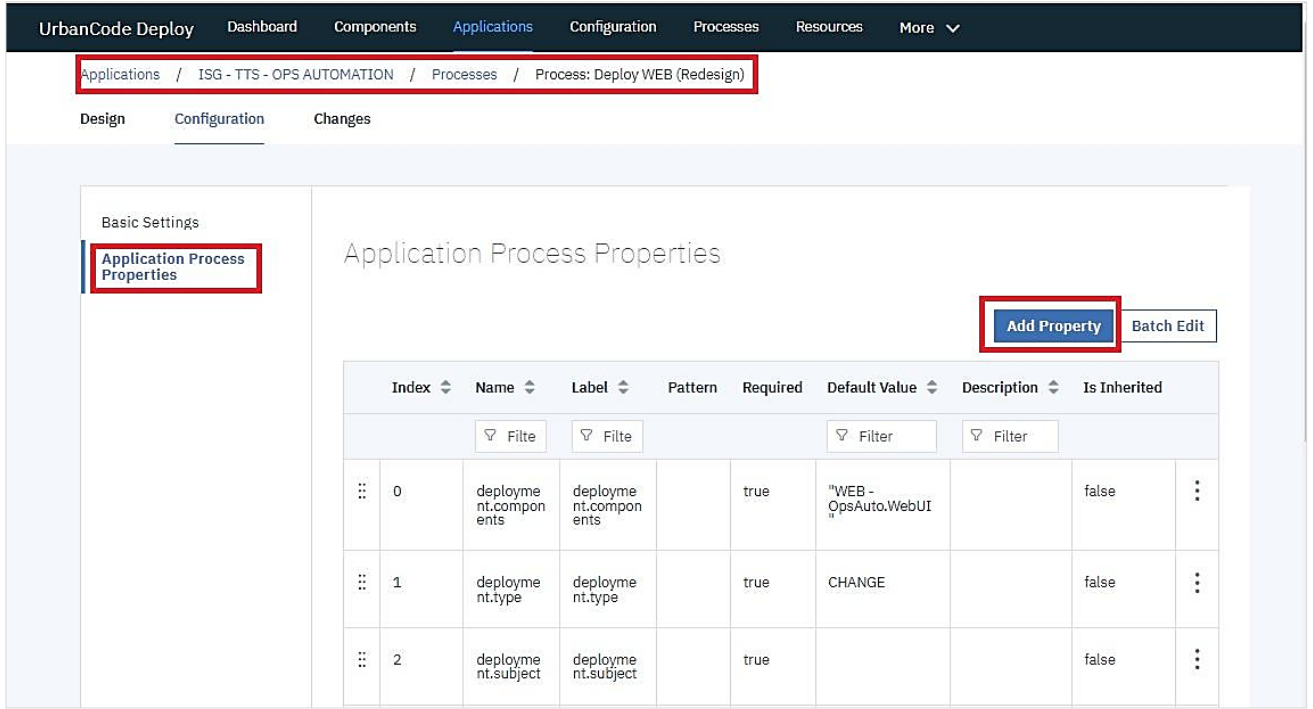 UrbanCode Deploy Dashboard Components Applications Configuration Processes Resources More
Applications / ISG - TTS - OPS AUTOMATION / Processes / Process: Deploy WEB (Redesign)
Design Configuration Changes
Basic Settings
Application Process
Properties
Application Process Properties
Add Property Batch Edit
Index Name Label Pattern Required Default Value Description Is Inherited
Filte Filte Filter Filter
0 deployme deployme true "WEB - false
nt.compon nt.compon OpsAuto.WebUI
ents ents "
1 deployme deployme true CHANGE false
nt.type nt.type
2 deployme deployme true false
nt.subject nt.subject